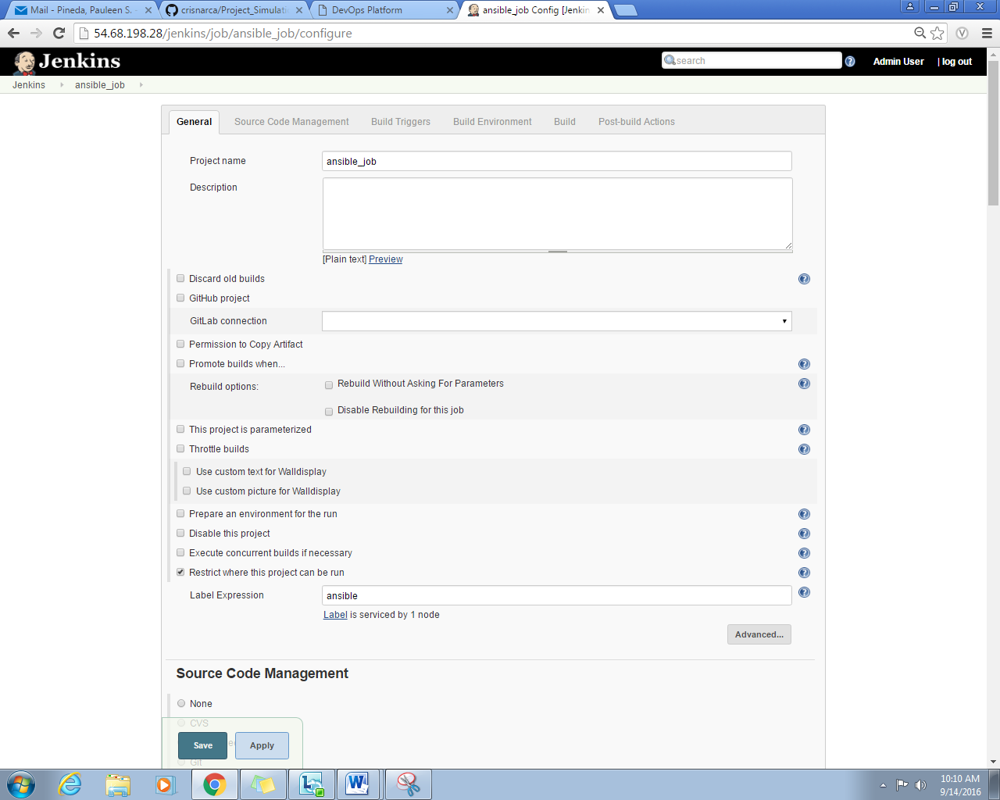 Mail - Pineda, Pauleen S. -
crisnarca/Project_Simulati
DevOps Platform
ansible_job Config [Jenkin
54.68.198.28/jenkins/job/ansible_job/configure
Jenkins
search
Admin User
| log out
Jenkins
ansible_job
General
Source Code Management
Build Triggers
Build Environment
Build
Post-build Actions
Project name
ansible_job
Description
[Plain text] Preview
Discard old builds
GitHub project
GitLab connection
Permission to Copy Artifact
Promote builds when...
Rebuild options:
Rebuild Without Asking For Parameters
Disable Rebuilding for this job
This project is parameterized
Throttle builds
Use custom text for Walldisplay
Use custom picture for Walldisplay
Prepare an environment for the run
Disable this project
Execute concurrent builds if necessary
Restrict where this project can be run
Label Expression
ansible
Label is serviced by 1 node
Advanced...
Source Code Management
None
CVS
Save
Apply
Git
10:10 AM
9/14/2016